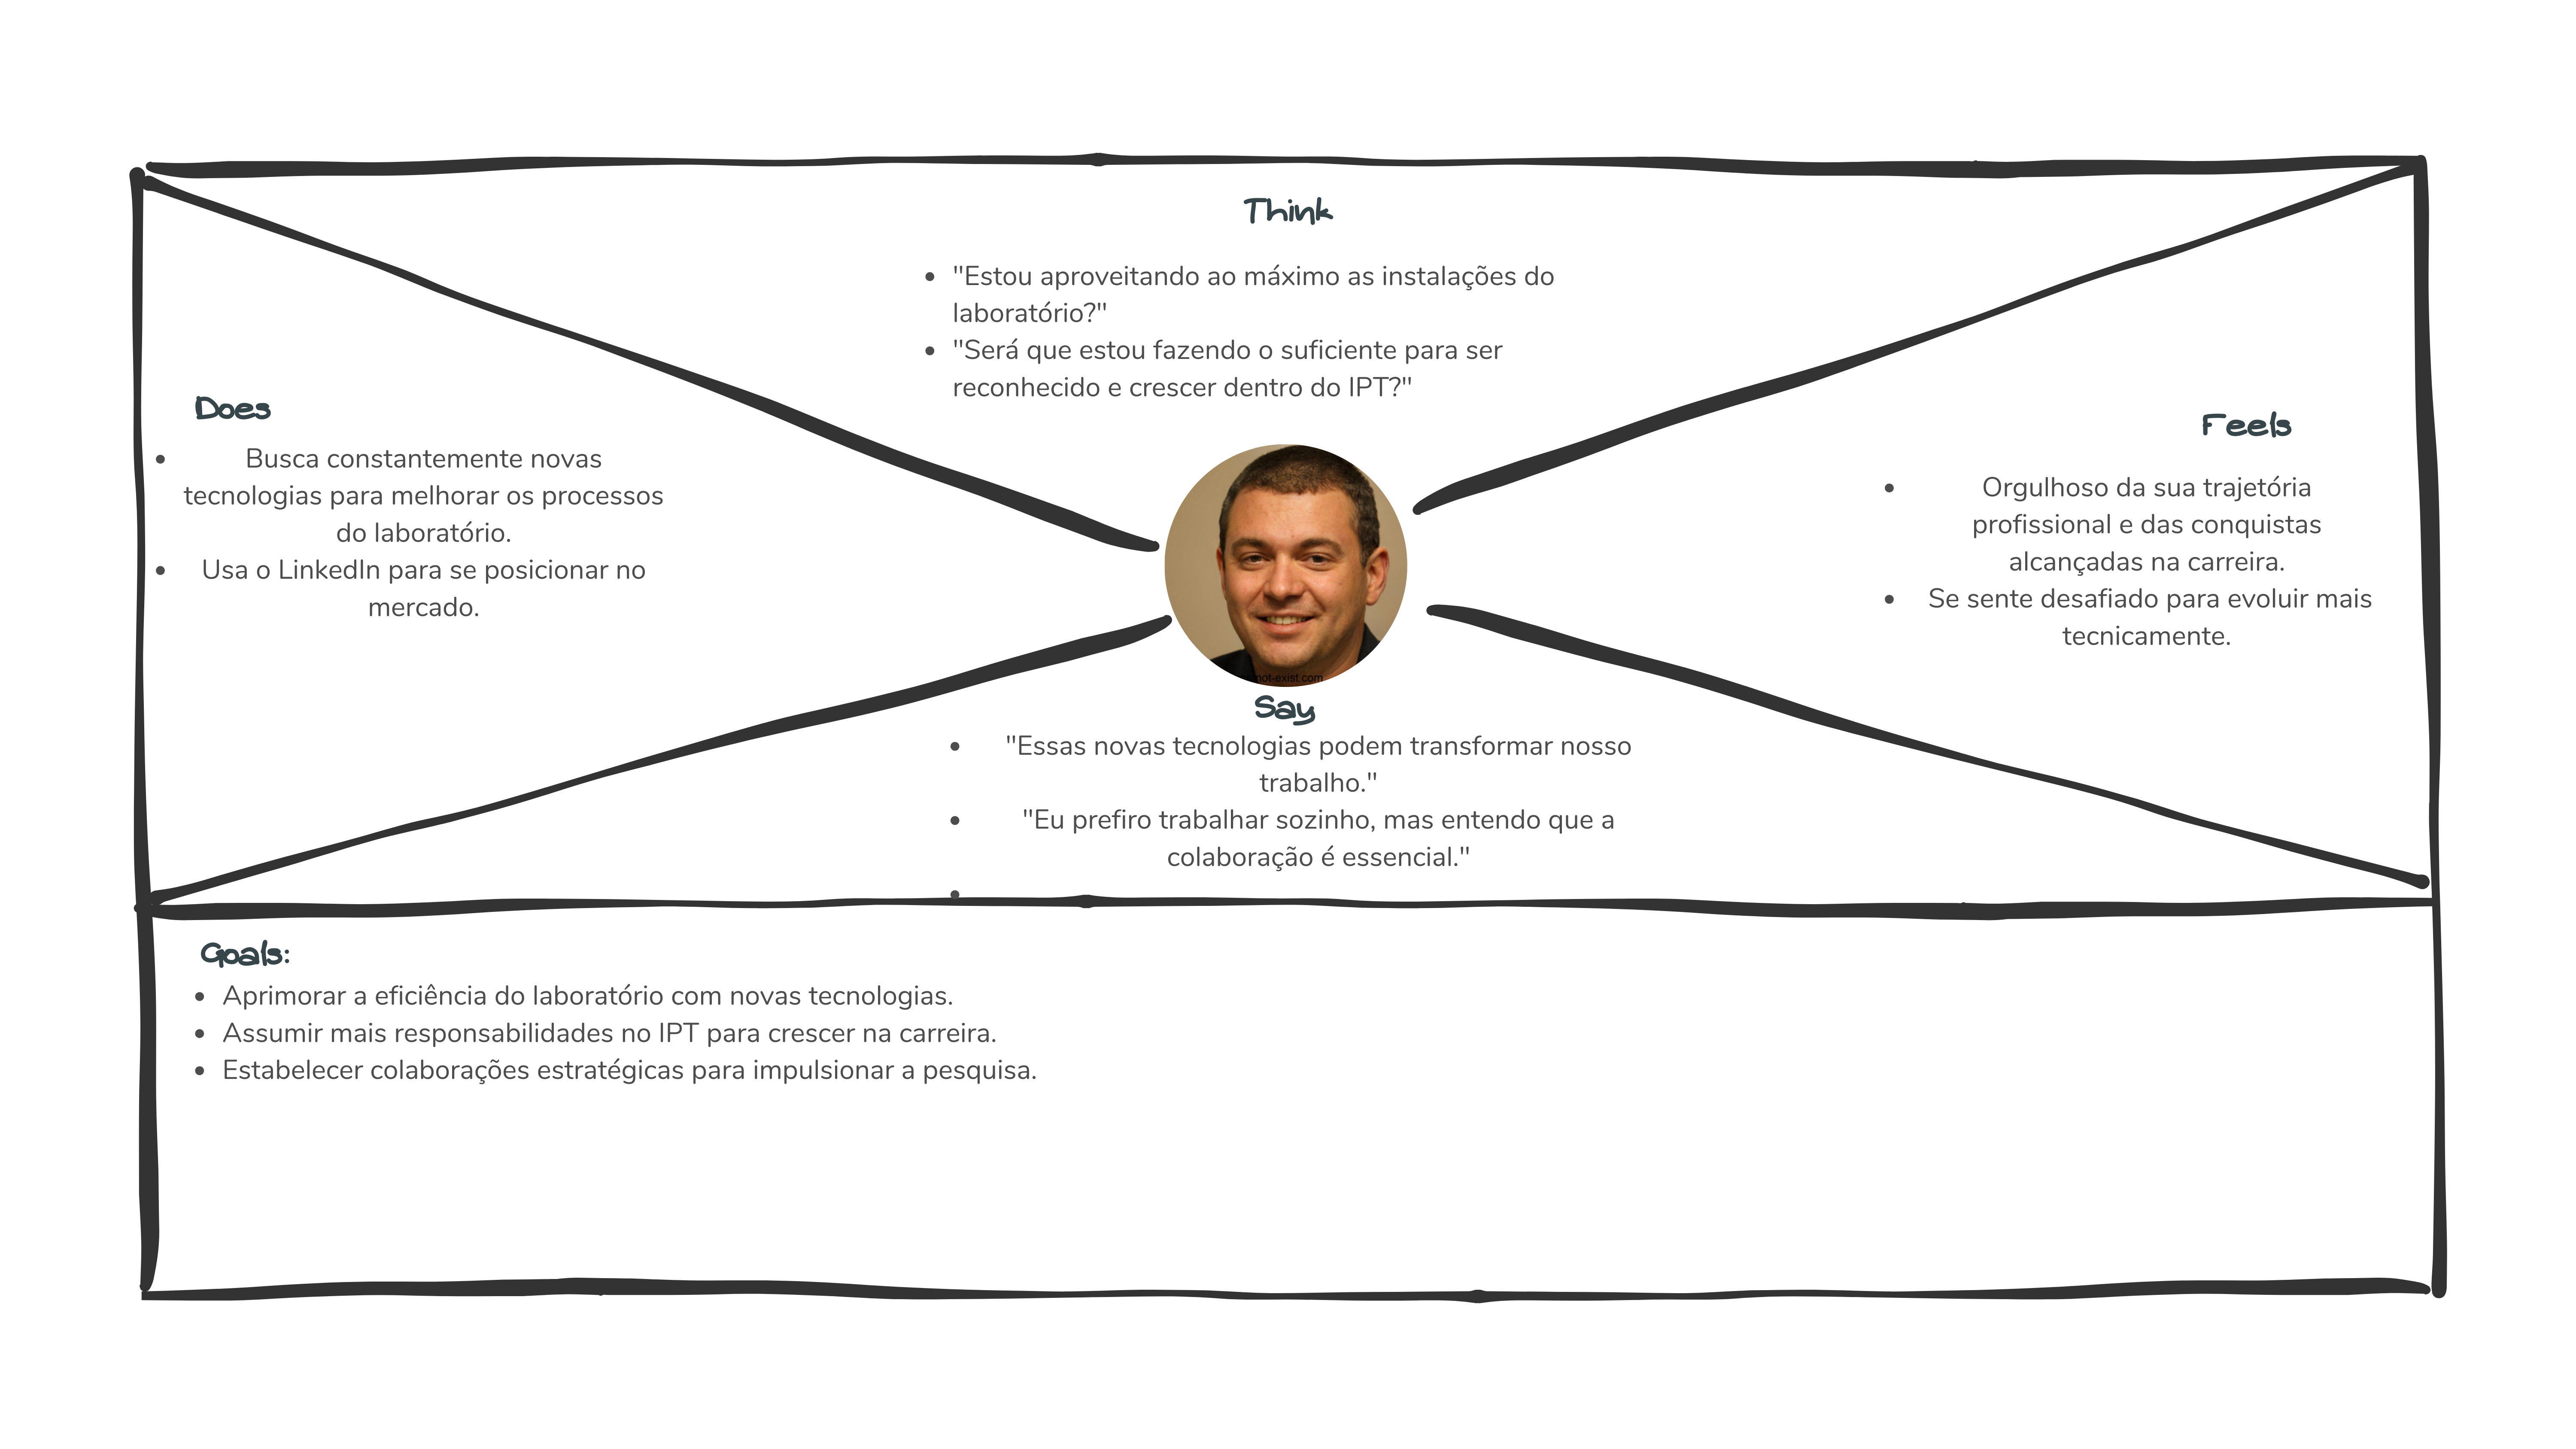 Think
"Estou aproveitando ao máximo as instalações do
laboratório?"
"Será que estou fazendo o suficiente para ser
reconhecido e crescer dentro do IPT?"
Does
Busca constantemente novas
tecnologias para melhorar os processos
do laboratório.
Usa o LinkedIn para se posicionar no
mercado.
Feels
Orgulhoso da sua trajetória
profissional e das conquistas
alcançadas na carreira.
Se sente desafiado para evoluir mais
tecnicamente.
not-exist.com
Say
"Essas novas tecnologias podem transformar nosso
trabalho."
"Eu prefiro trabalhar sozinho, mas entendo que a
colaboração é essencial."
Goals:
Aprimorar a eficiência do laboratório com novas tecnologias.
Assumir mais responsabilidades no IPT para crescer na carreira.
Estabelecer colaborações estratégicas para impulsionar a pesquisa.